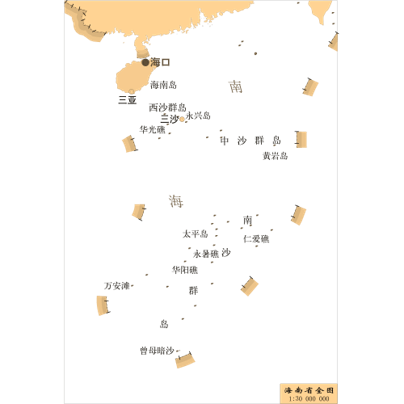 海口
海南岛
三亚
南
西沙群岛
三沙
永兴岛
华光礁
中沙群岛
黄岩岛
海
南
太平岛
仁爱礁
永暑礁
沙
华阳礁
万安滩
群
岛
曾母暗沙
海南省全图
1:30 000 000